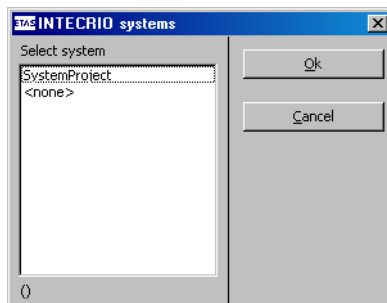 ETAS INTECRIO systems
Select system
Ok
SystemProject
<none>
Cancel
()